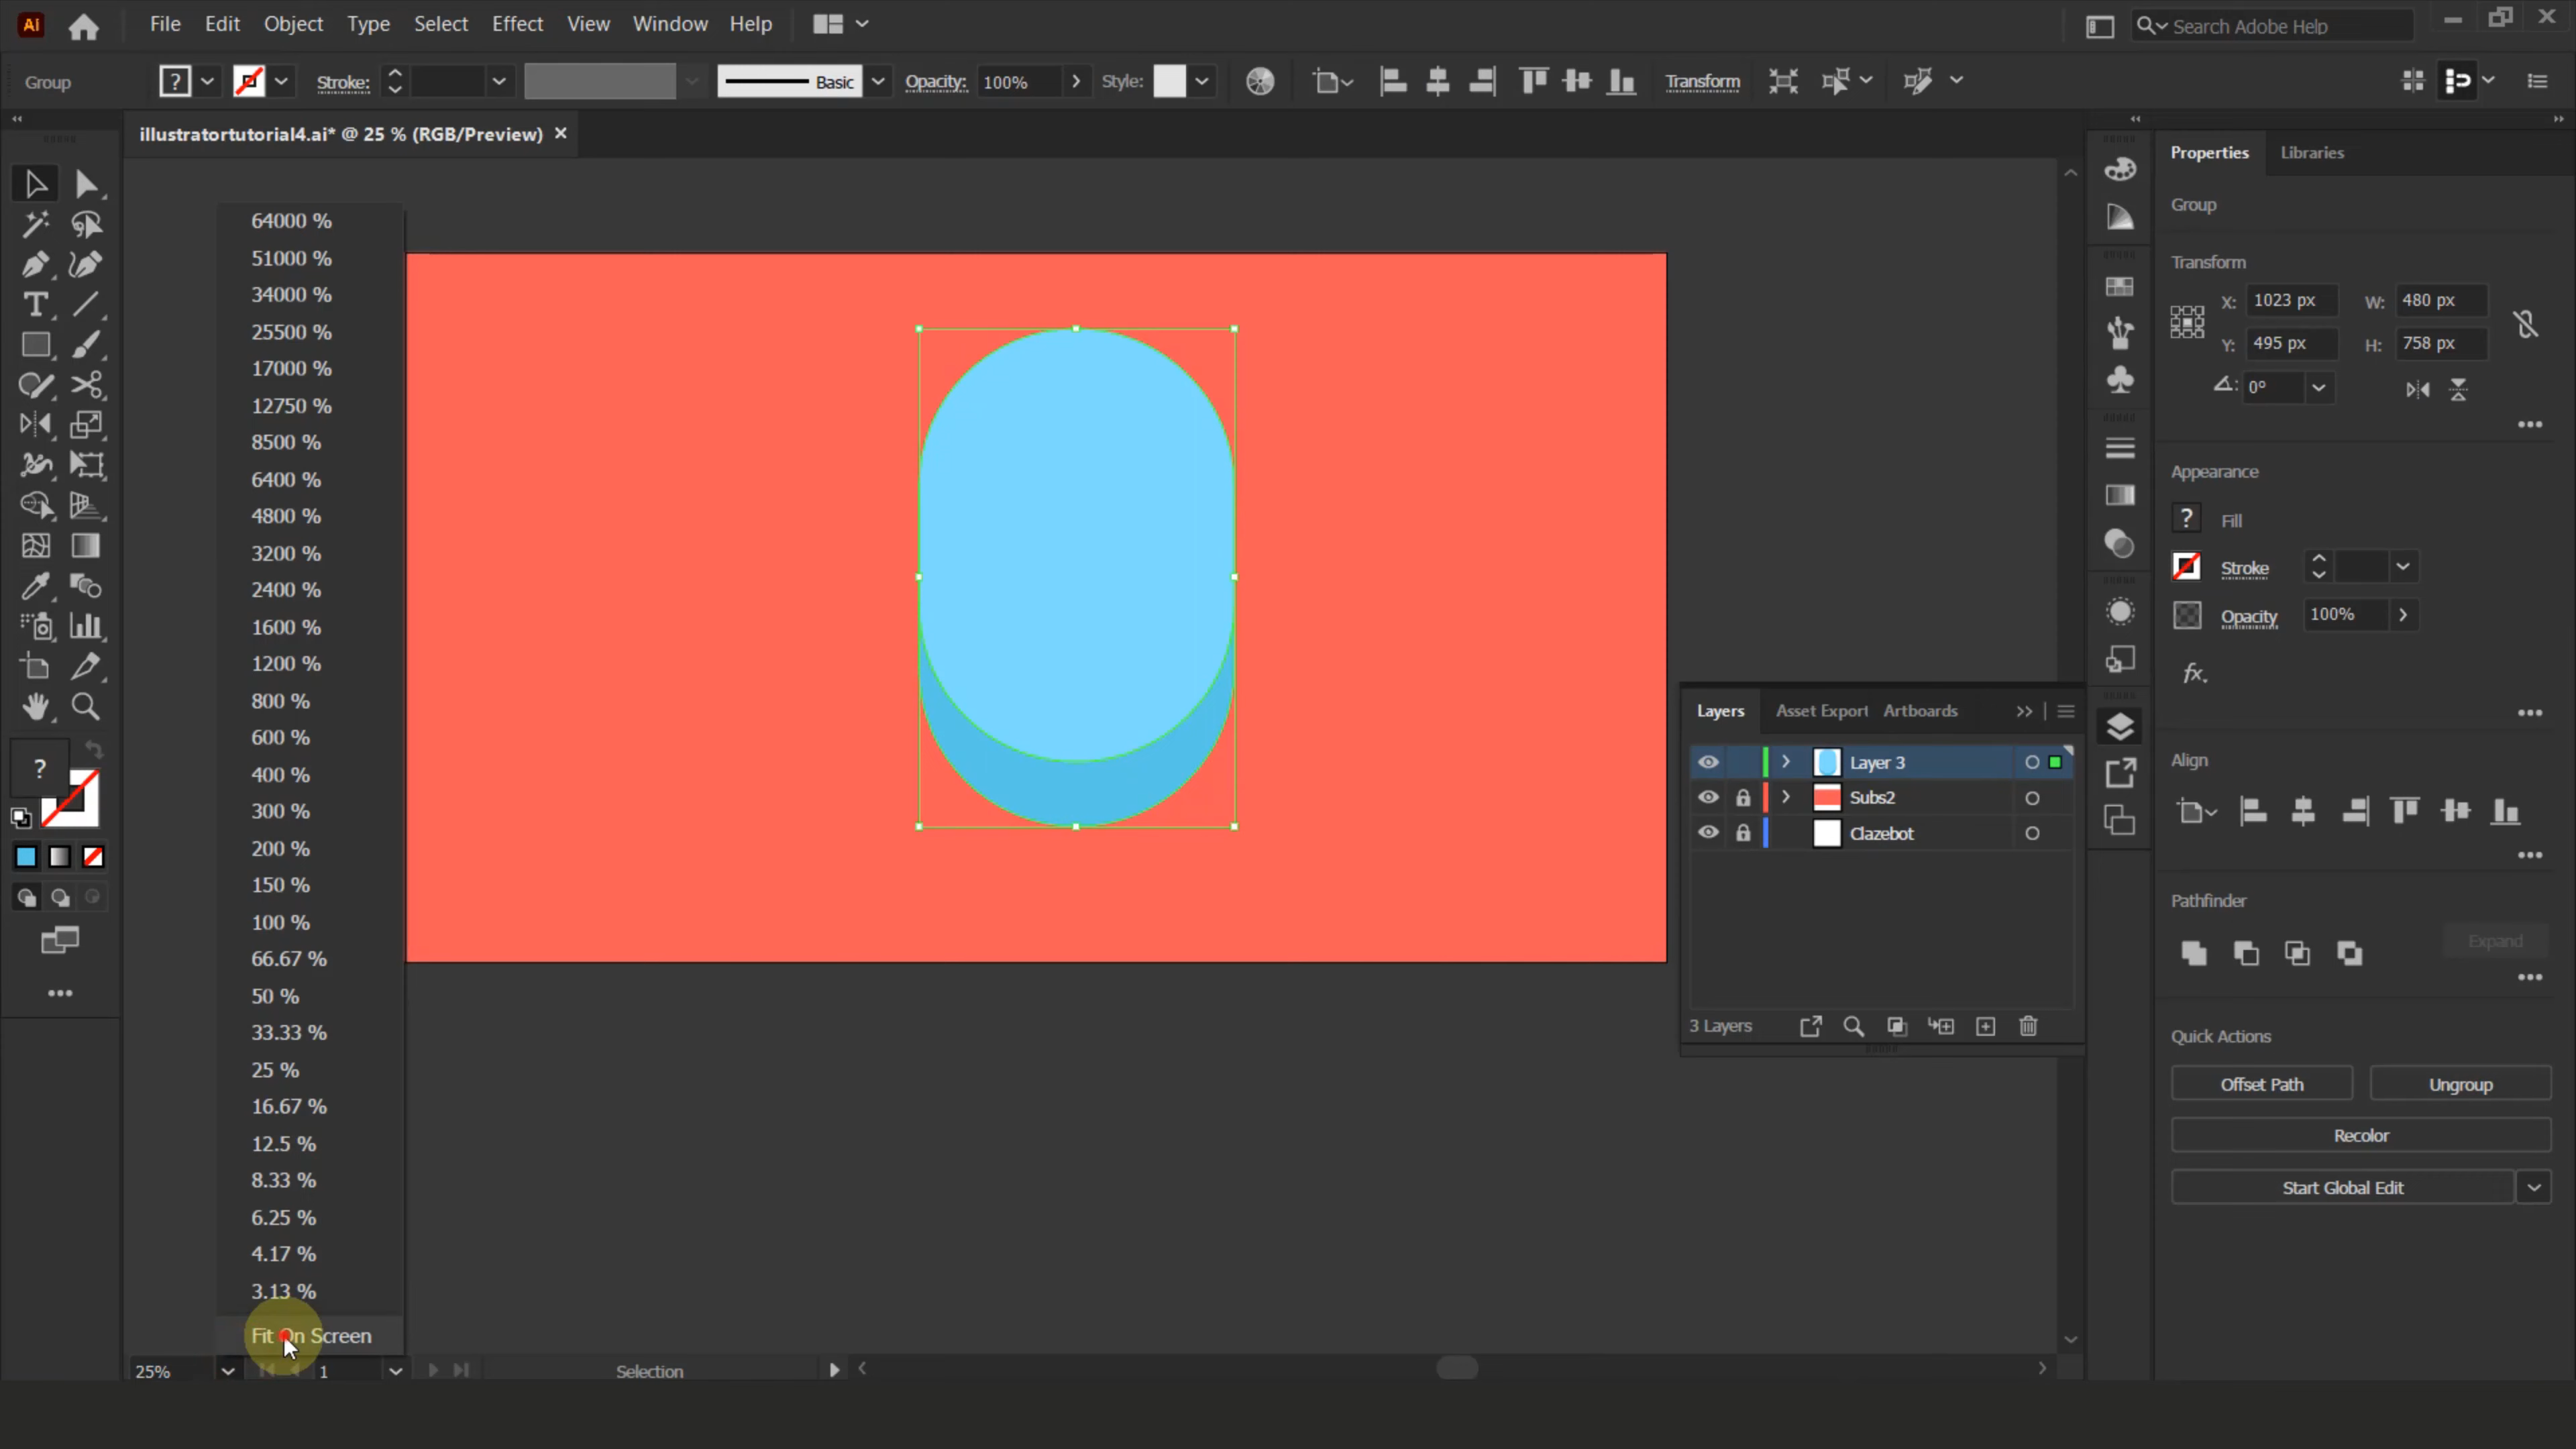 Ai File Edit Object Type Select Effect View Window Help Search Adobe Help
Group ? Stroke: Basic Opacity: 100% Style: Transform
illustratortutorial4.ai* @ 25 % (RGB/Preview)
64000 %
51000 %
34000 %
25500 %
17000 %
12750 %
8500 %
6400 %
4800 %
3200 %
2400 %
1600 %
1200 %
800 %
600 %
400 %
300 %
200 %
150 %
100 %
66.67 %
50 %
33.33 %
25 %
16.67 %
12.5 %
8.33 %
6.25 %
4.17 %
3.13 %
Fit On Screen
25% 1 Selection
?
Layers Asset Export Artboards
Layer 3
Subs2
Clazebot
3 Layers
Properties Libraries
Group
Transform
X: 1023 px W: 480 px
Y: 495 px H: 758 px
0°
Appearance
? Fill
Stroke
Opacity 100%
fx.
Align
Pathfinder
Expand
Quick Actions
Offset Path Ungroup
Recolor
Start Global Edit